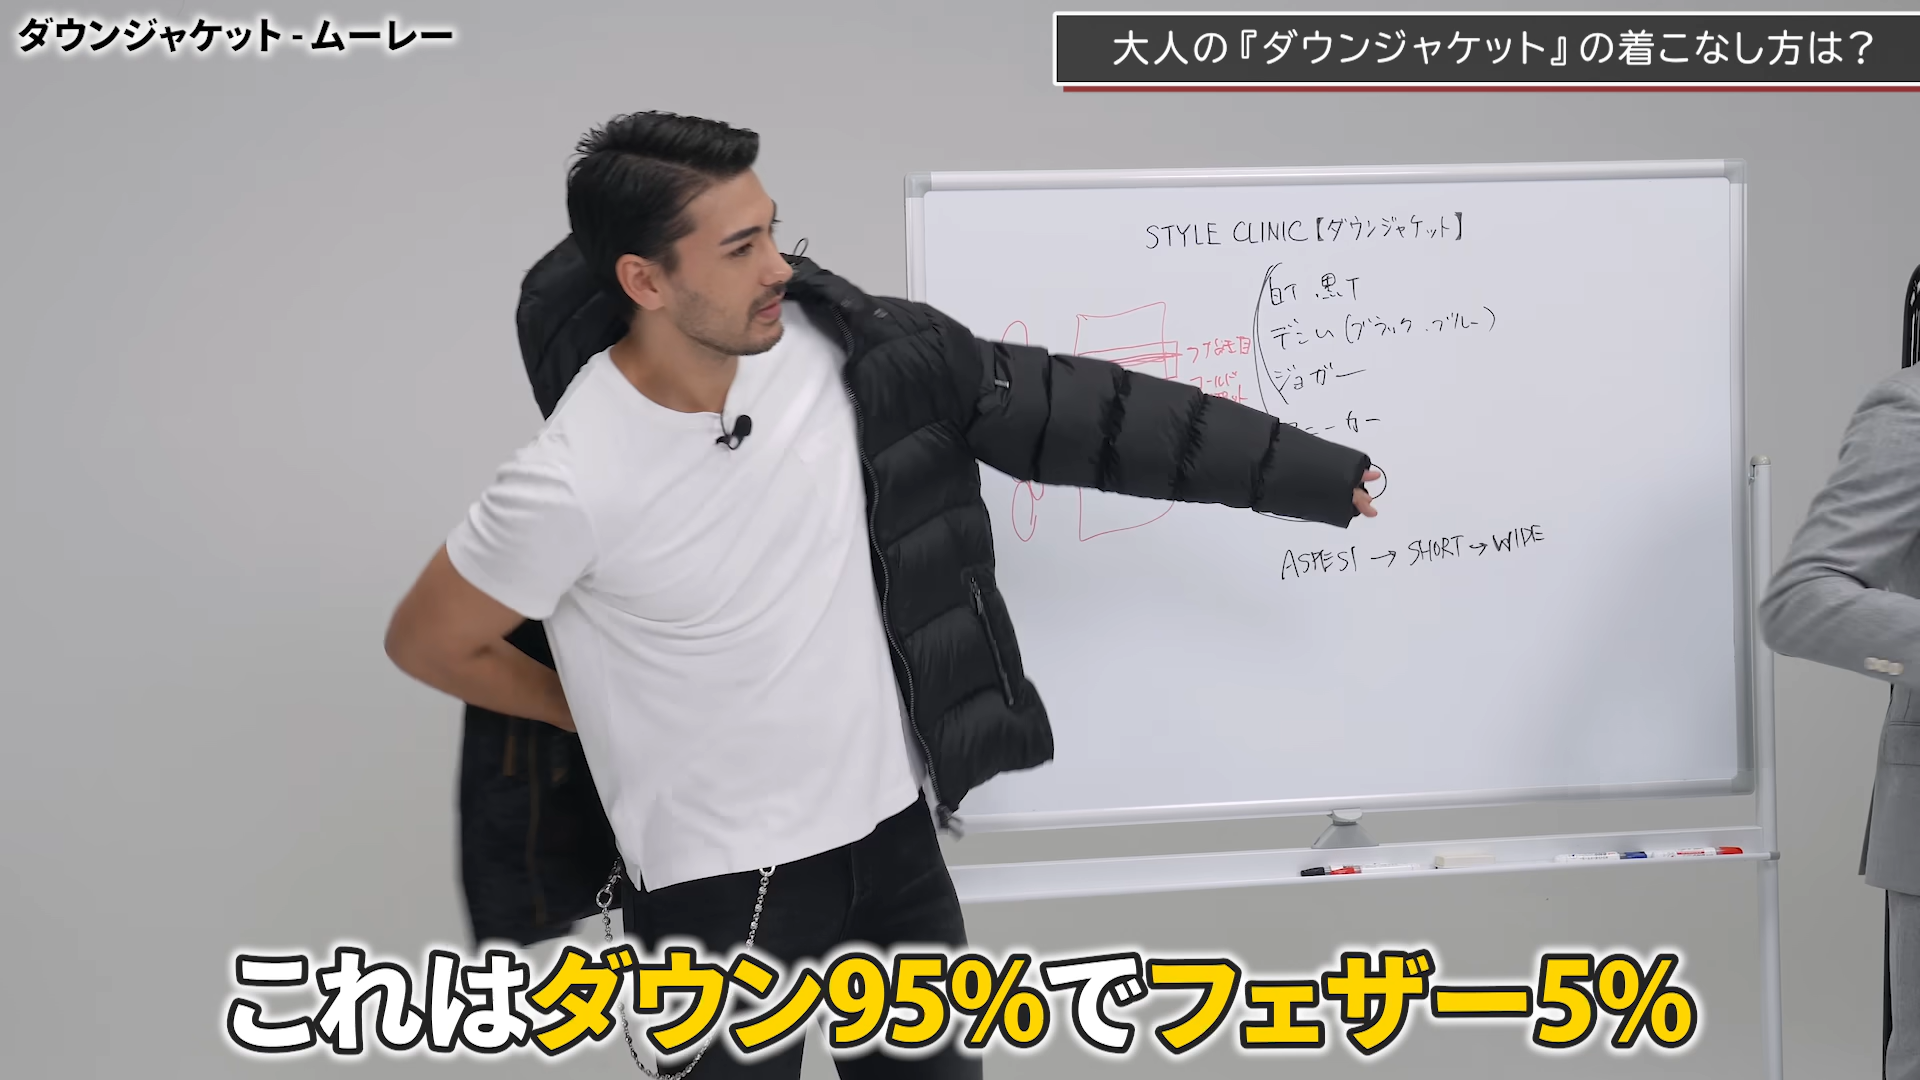 ダウンジャケット - ムーレー
大人の『ダウンジャケット』の着こなし方は？
STYLE CLINIC【ダウンジャケット】
白T 黒T
デニム(ブラック.ブルー)
ジョガー
ーカー
ASPESI → SHORT → WIDE
これはダウン95%でフェザー5%